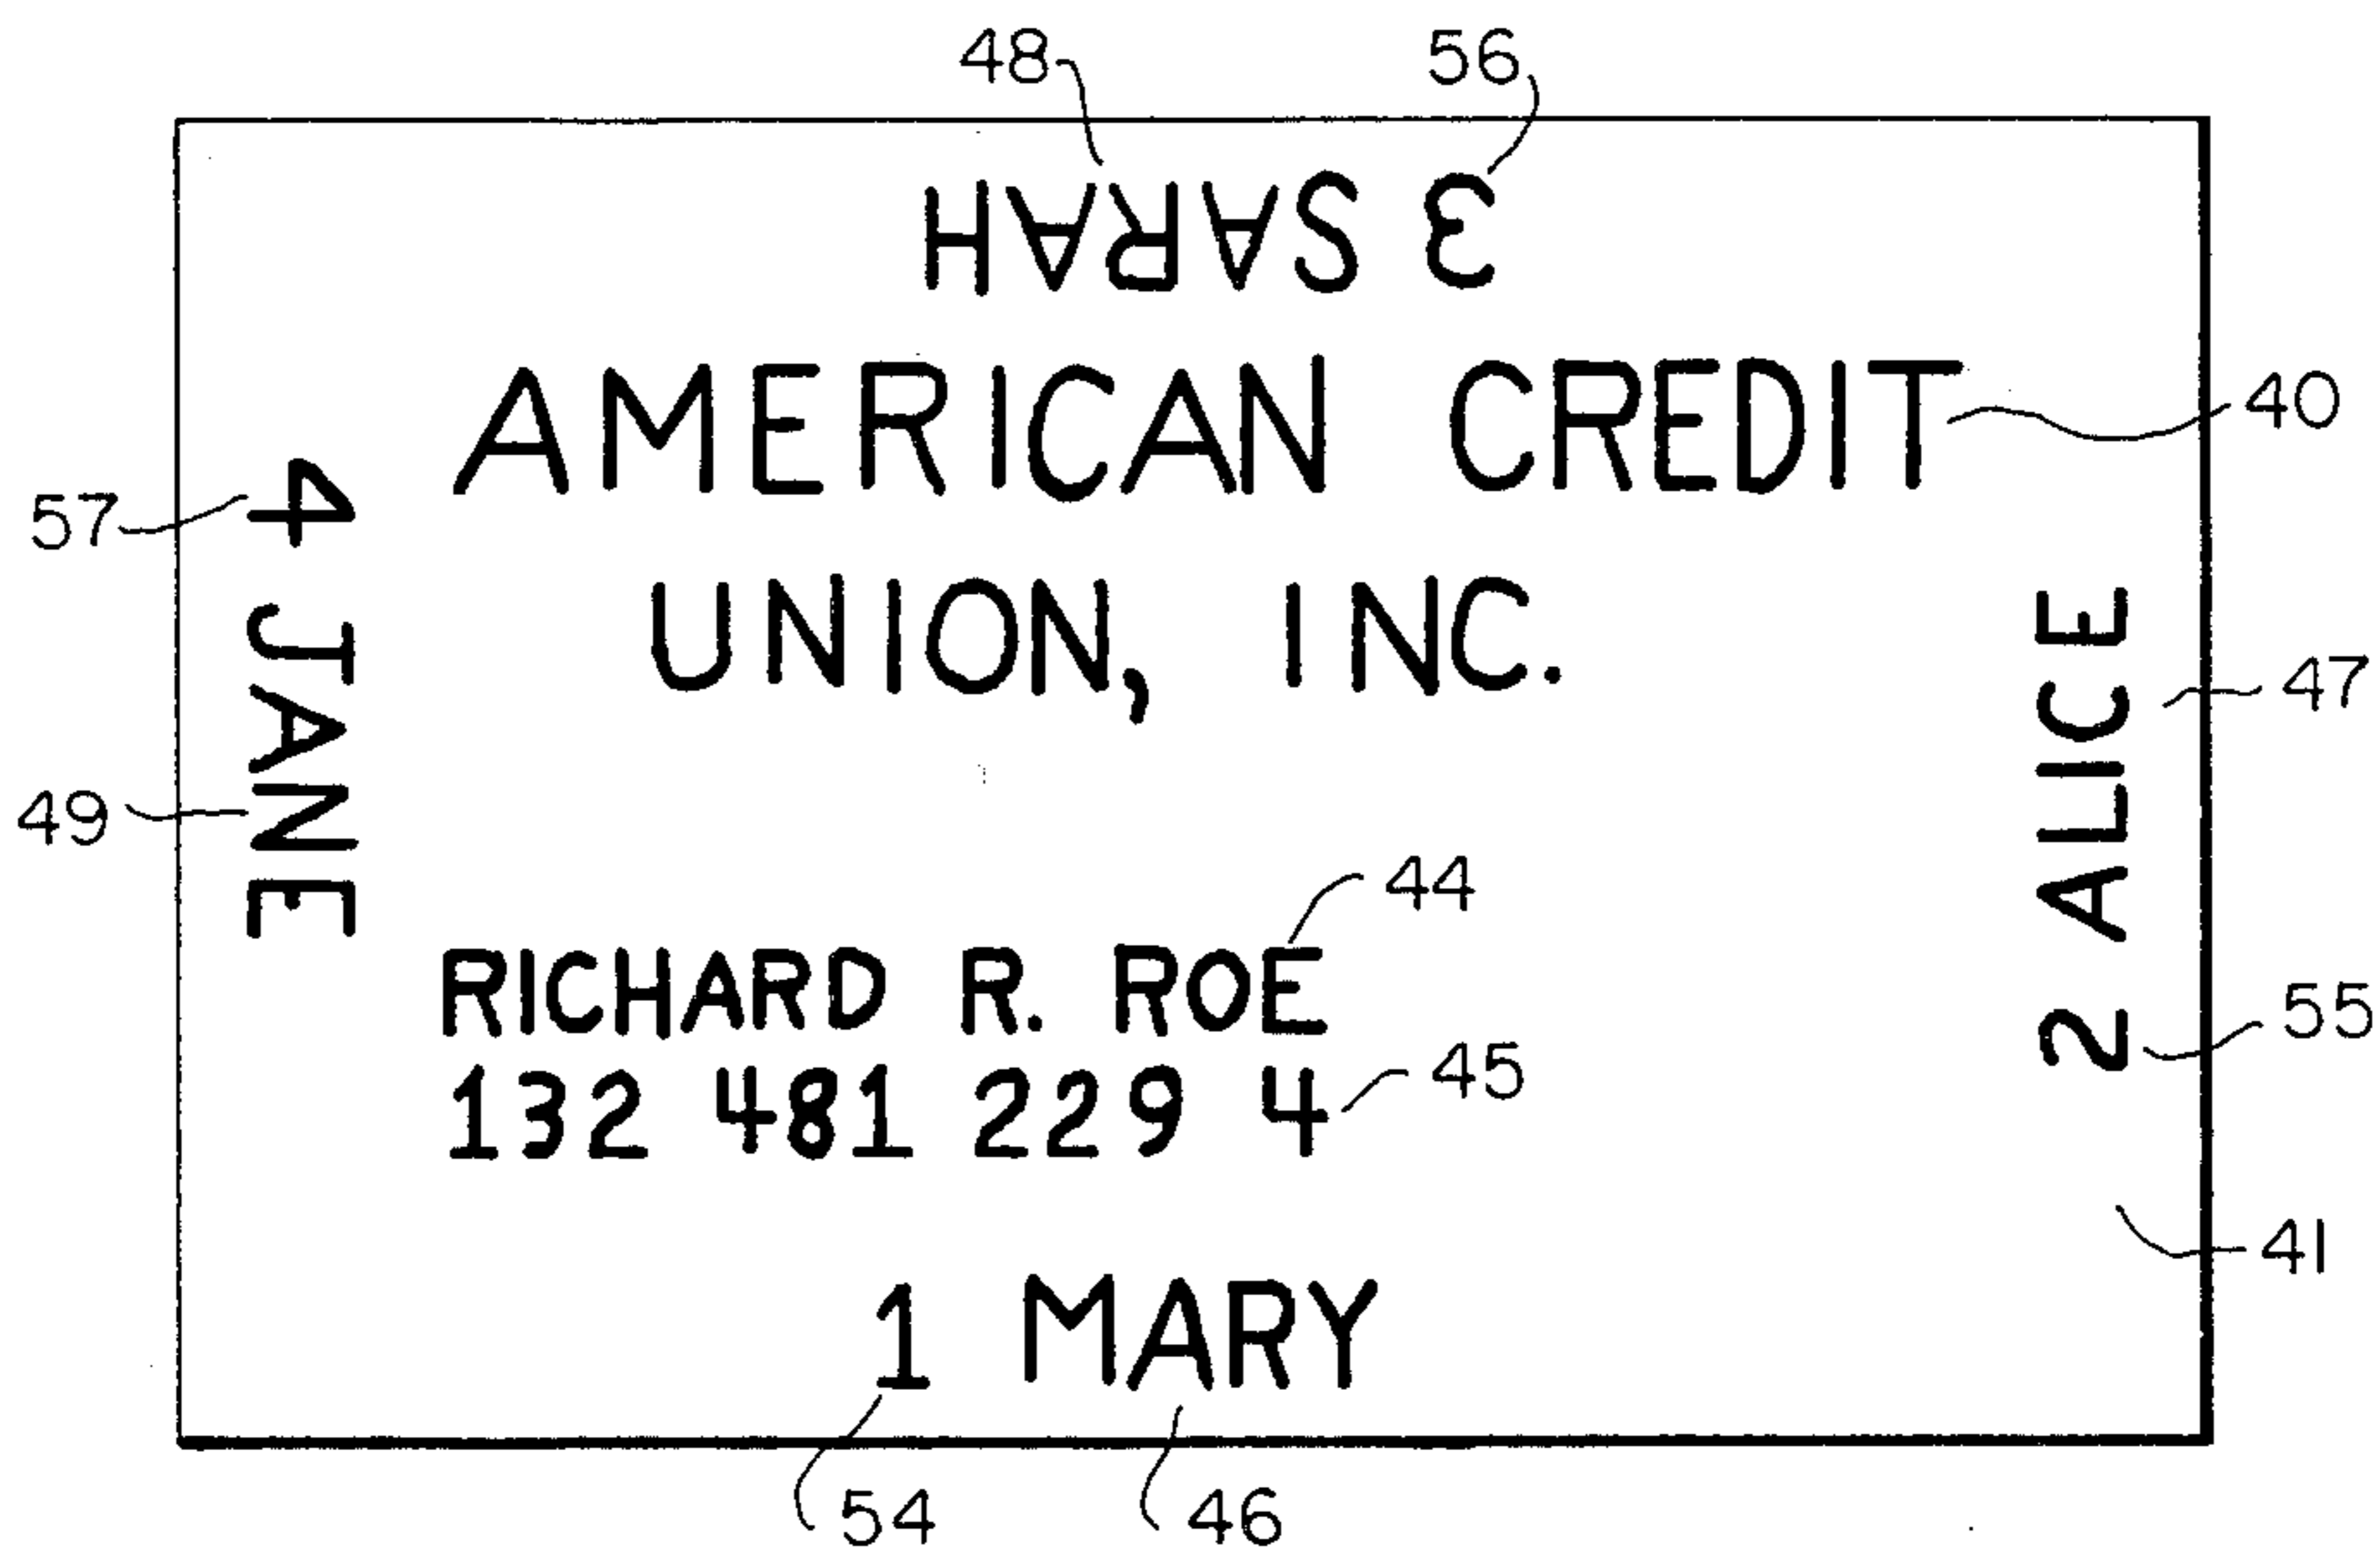 48 56
3 SARAH
AMERICAN CREDIT
40
57
4 JANE
UNION, INC.
2 ALICE
47
49
44
RICHARD R. ROE
55
132 481 229 4
45
41
1 MARY
54 46